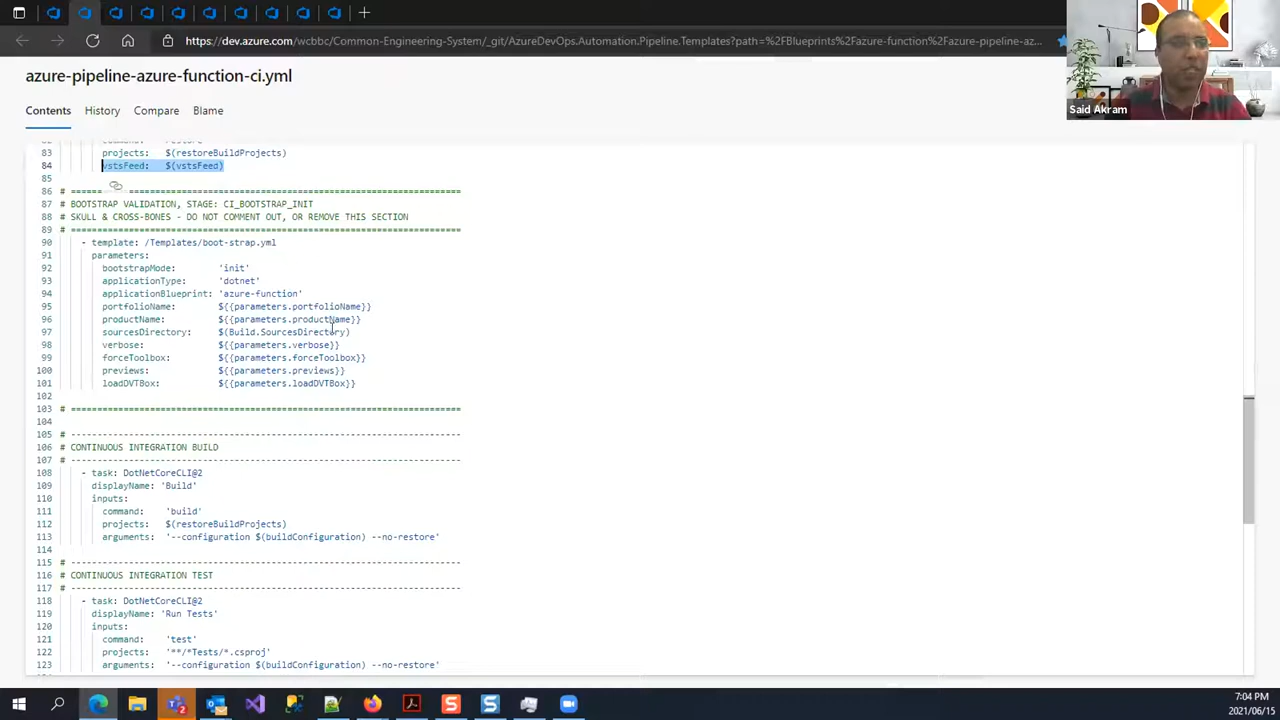 https://dev.azure.com/wcbbc/Common-Engineering-System/_git/AzureDevOps.Automation.Pipeline.Templates?path=%2FBlueprints%2Fazure-function%2Fazure-pipeline-az...
azure-pipeline-azure-function-ci.yml
Contents History Compare Blame
Said Akram
83 projects: $(restoreBuildProjects)
84 vstsFeed: $(vstsFeed)
85
86 # ====== ==================================================================
87 # BOOTSTRAP VALIDATION, STAGE: CI_BOOTSTRAP_INIT
88 # SKULL & CROSS-BONES - DO NOT COMMENT OUT, OR REMOVE THIS SECTION
89 # ==========================================================================
90 - template: /Templates/boot-strap.yml
91 parameters:
92 bootstrapMode: 'init'
93 applicationType: 'dotnet'
94 applicationBlueprint: 'azure-function'
95 portfolioName: ${{parameters.portfolioName}}
96 productName: ${{parameters.productName}}
97 sourcesDirectory: $(Build.SourcesDirectory)
98 verbose: ${{parameters.verbose}}
99 forceToolbox: ${{parameters.forceToolbox}}
100 previews: ${{parameters.previews}}
101 loadDVTBox: ${{parameters.loadDVTBox}}
102
103 # ==========================================================================
104
105 # --------------------------------------------------------------------------
106 # CONTINUOUS INTEGRATION BUILD
107 # --------------------------------------------------------------------------
108 - task: DotNetCoreCLI@2
109 displayName: 'Build'
110 inputs:
111 command: 'build'
112 projects: $(restoreBuildProjects)
113 arguments: '--configuration $(buildConfiguration) --no-restore'
114
115 # --------------------------------------------------------------------------
116 # CONTINUOUS INTEGRATION TEST
117 # --------------------------------------------------------------------------
118 - task: DotNetCoreCLI@2
119 displayName: 'Run Tests'
120 inputs:
121 command: 'test'
122 projects: '**/*Tests/*.csproj'
123 arguments: '--configuration $(buildConfiguration) --no-restore'
7:04 PM
2021/06/15